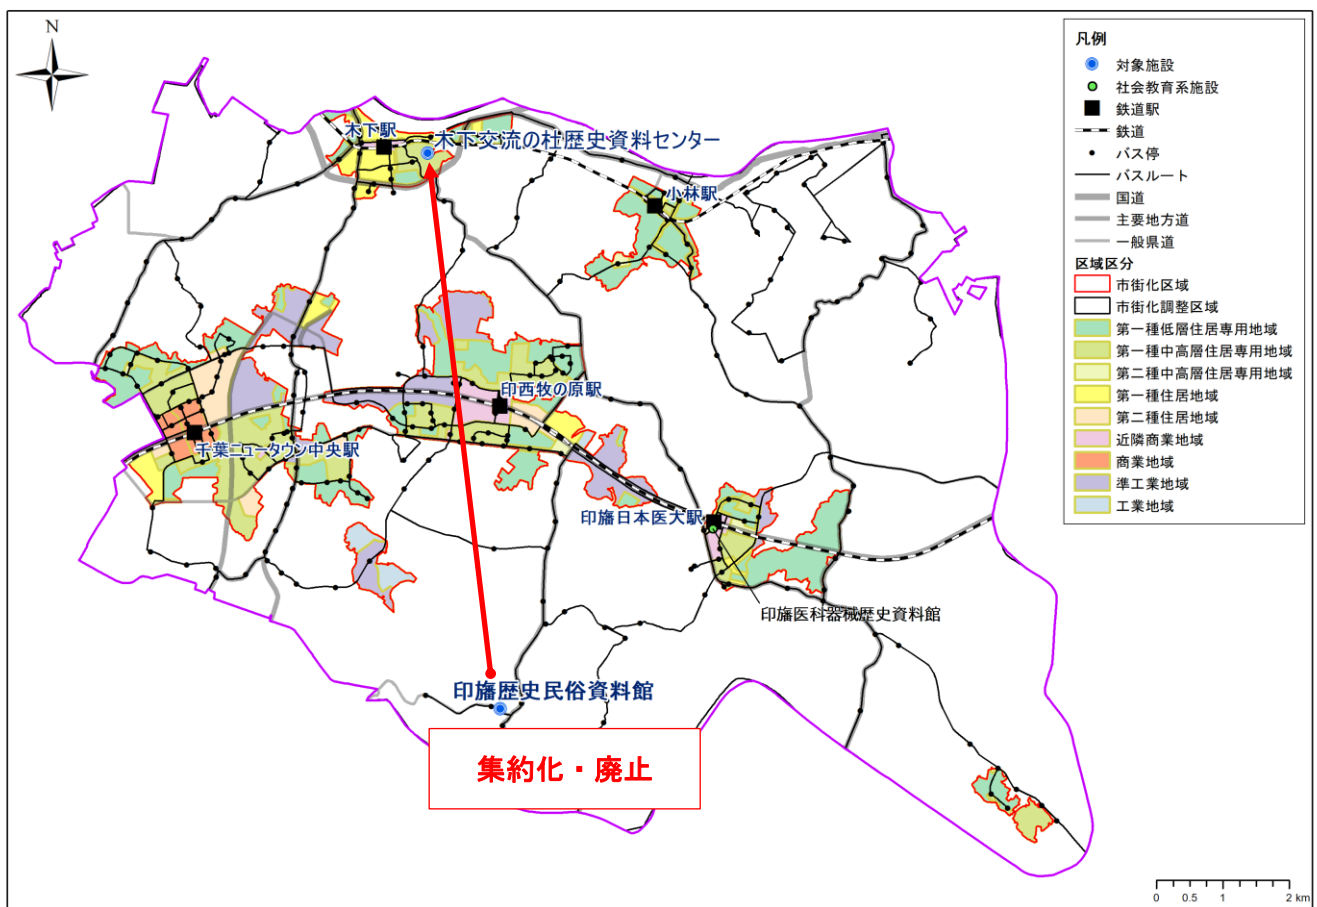 N
凡例
対象施設
社会教育系施設
鉄道駅
鉄道
バス停
バスルート
国道
主要地方道
一般県道
区域区分
市街化区域
市街化調整区域
第一種低層住居専用地域
第一種中高層住居専用地域
第二種中高層住居専用地域
第一種住居地域
第二種住居地域
近隣商業地域
商業地域
準工業地域
工業地域
木下駅
木下交流の杜歴史資料センター
小林駅
印西牧の原駅
千葉ニュータウン中央駅
印旛日本医大駅
印旛医科器械歴史資料館
印旛歴史民俗資料館
集約化・廃止
0 0.5 1 2 km